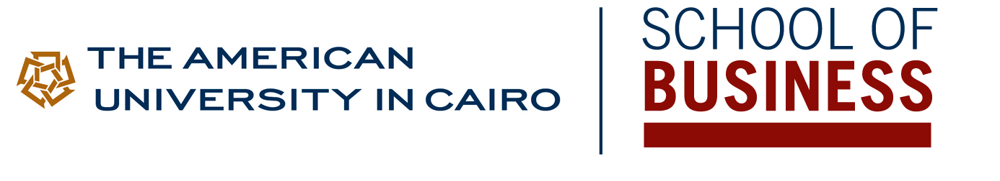 THE AMERICAN
UNIVERSITY IN CAIRO
SCHOOL OF
BUSINESS